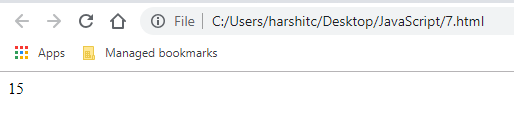 File | C:/Users/harshitc/Desktop/JavaScript/7.html
Apps Managed bookmarks
15